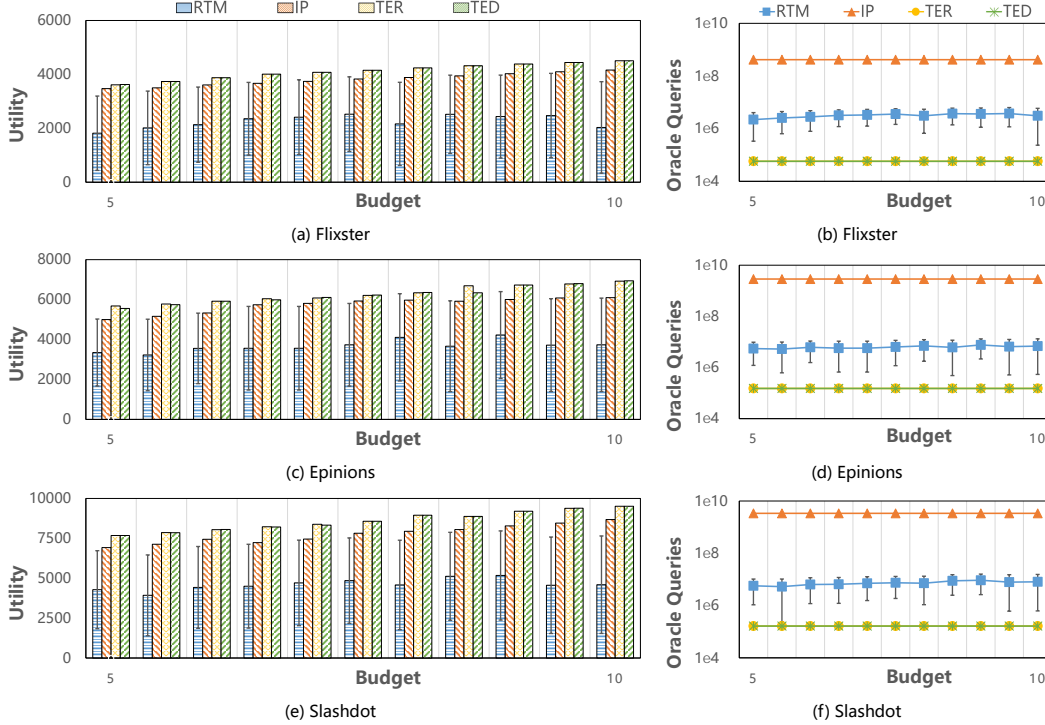 RTM IP TER TED
RTM IP TER TED
6000
4000
2000
0
Utility
5
Budget
10
(a) Flixster
1e10
1e8
1e6
1e4
Oracle Queries
5
Budget
10
(b) Flixster
8000
6000
4000
2000
0
Utility
5
Budget
10
(c) Epinions
1e10
1e8
1e6
1e4
Oracle Queries
5
Budget
10
(d) Epinions
10000
7500
5000
2500
0
Utility
5
Budget
10
(e) Slashdot
1e10
1e8
1e6
1e4
Oracle Queries
5
Budget
10
(f) Slashdot